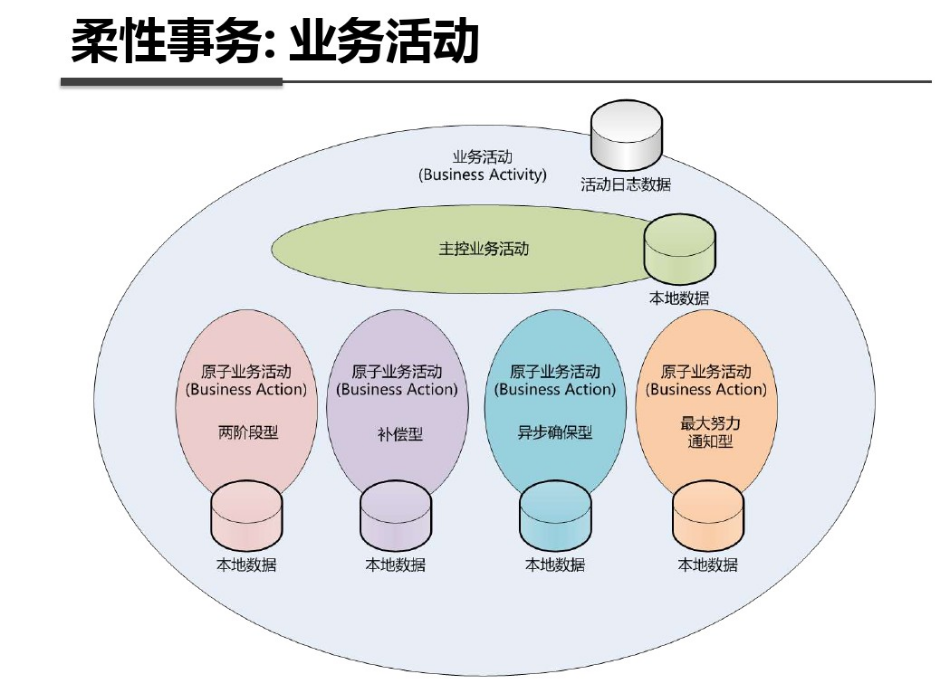 柔性事务: 业务活动
业务活动
(Business Activity)
活动日志数据
主控业务活动
本地数据
原子业务活动
(Business Action)
两阶段型
原子业务活动
(Business Action)
补偿型
原子业务活动
(Business Action)
异步确保型
原子业务活动
(Business Action)
最大努力
通知型
本地数据
本地数据
本地数据
本地数据